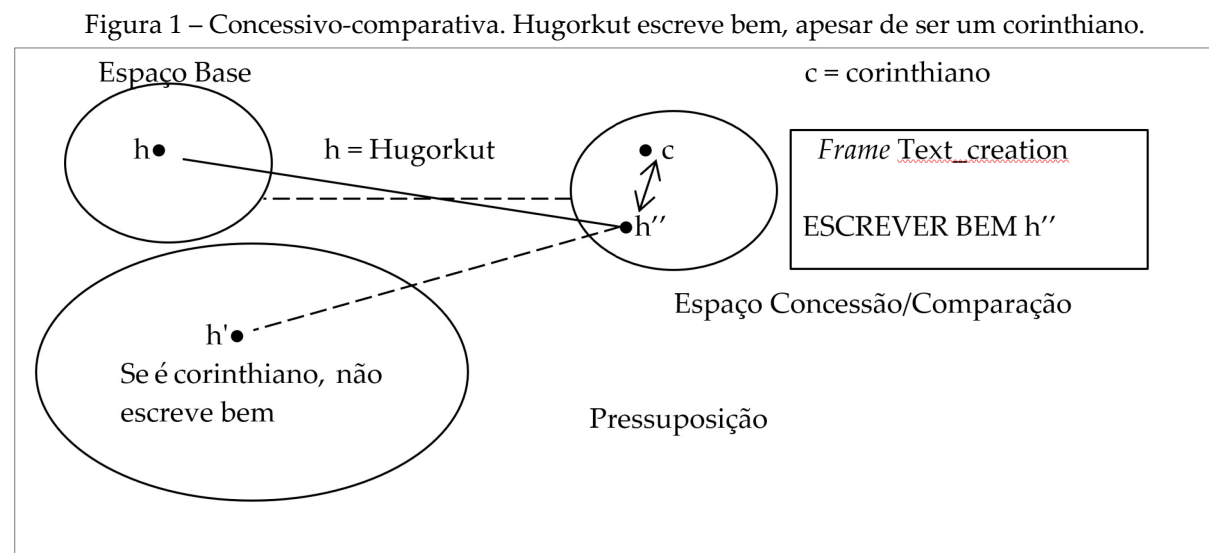 Figura 1 – Concessivo-comparativa. Hugorkut escreve bem, apesar de ser um corinthiano.
Espaço Base
c = corinthiano
h
h = Hugorkut
c
Frame Text_creation
h’’
ESCREVER BEM h’’
Espaço Concessão/Comparação
h'
Se é corinthiano, não
escreve bem
Pressuposição